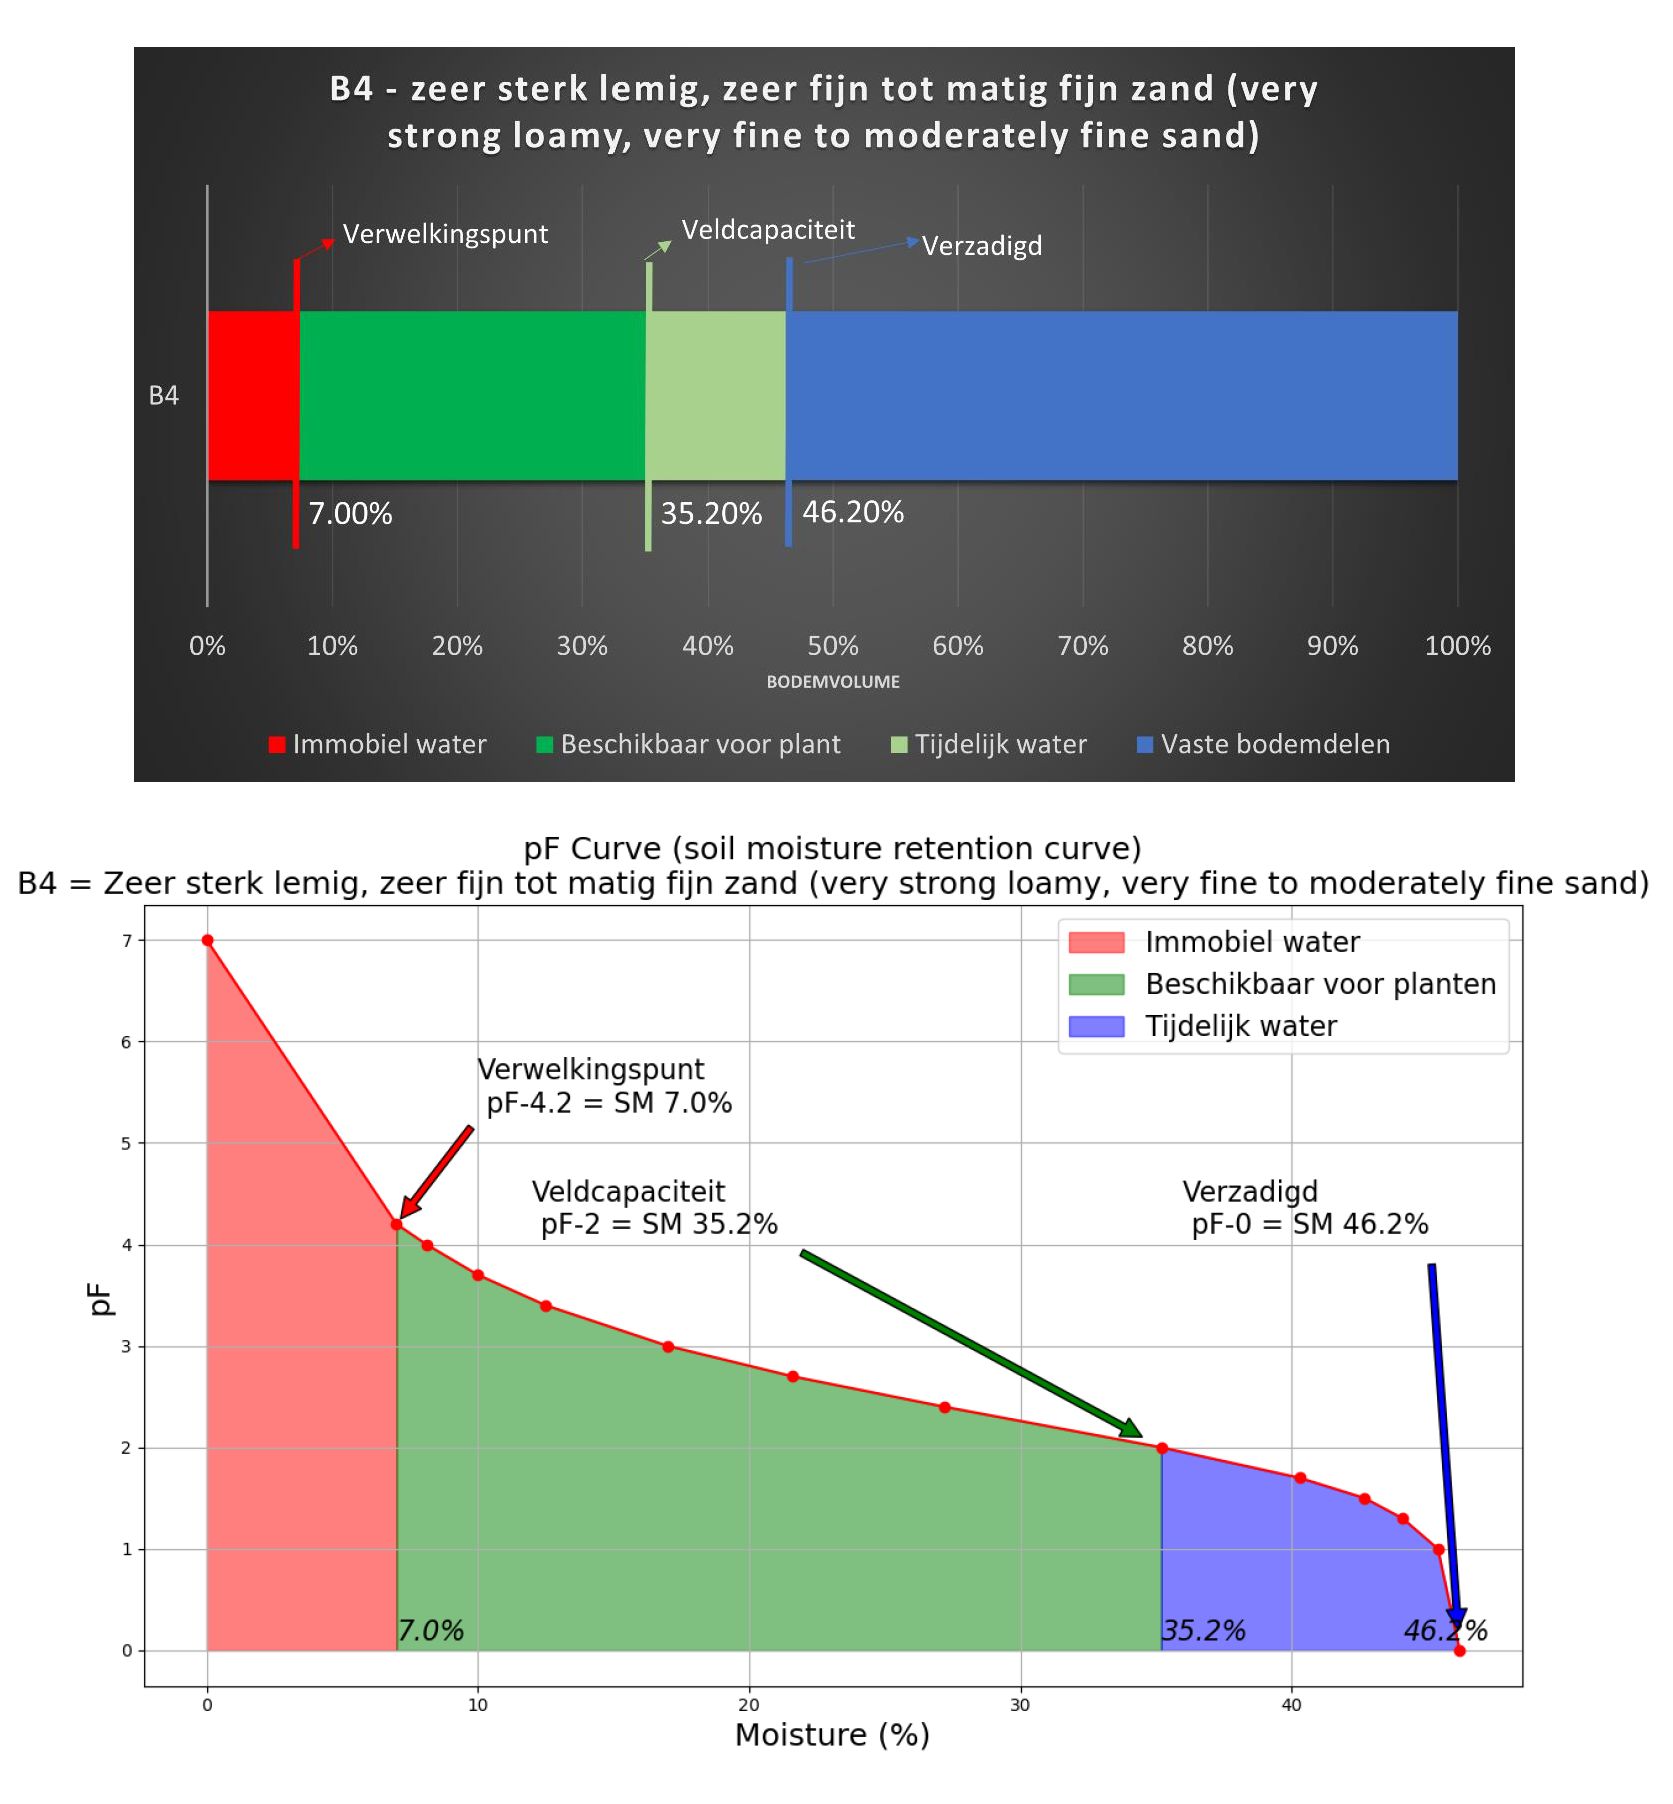 B4 - zeer sterk lemig, zeer fijn tot matig fijn zand (very
strong loamy, very fine to moderately fine sand)
Verwelkingspunt
Veldcapaciteit
Verzadigd
B4
7.00%
35.20%
46.20%
0%
10%
20%
30%
40%
50%
60%
70%
80%
90%
100%
BODEMVOLUME
Immobiel water
Beschikbaar voor plant
Tijdelijk water
Vaste bodemdelen
pF Curve (soil moisture retention curve)
B4 = Zeer sterk lemig, zeer fijn tot matig fijn zand (very strong loamy, very fine to moderately fine sand)
Immobiel water
Beschikbaar voor planten
Tijdelijk water
Verwelkingspunt
pF-4.2 = SM 7.0%
Veldcapaciteit
pF-2 = SM 35.2%
Verzadigd
pF-0 = SM 46.2%
7
6
5
4
3
2
1
0
pF
7.0%
35.2%
46.2%
0
10
20
30
40
Moisture (%)